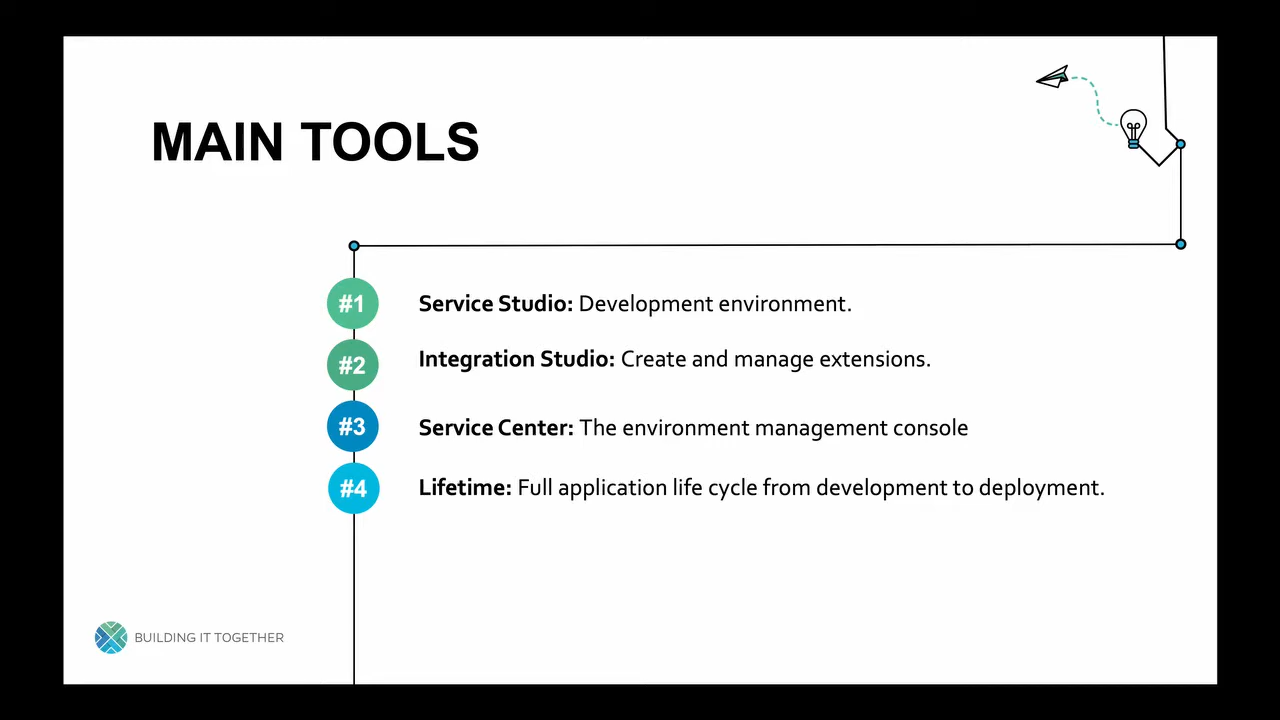 MAIN TOOLS
#1 Service Studio: Development environment.
#2 Integration Studio: Create and manage extensions.
#3 Service Center: The environment management console
#4 Lifetime: Full application life cycle from development to deployment.
BUILDING IT TOGETHER